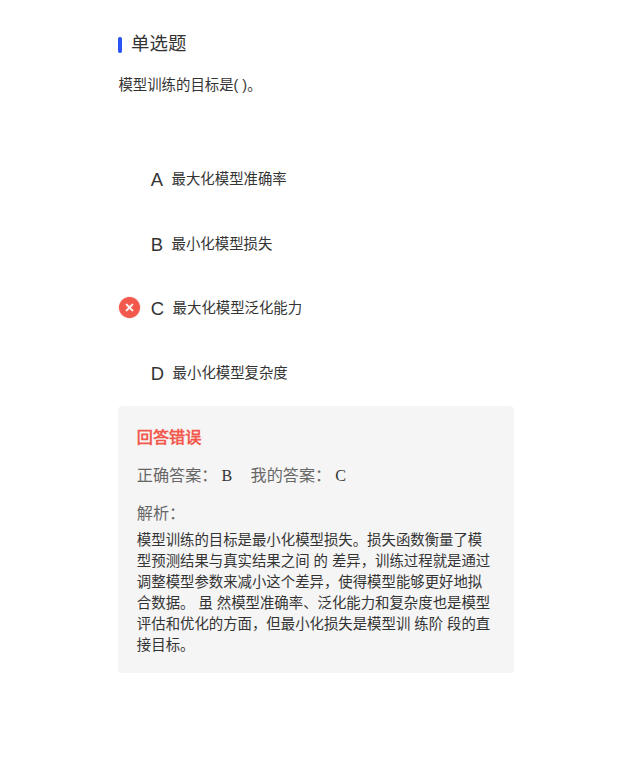 单选题
模型训练的目标是( )。
A 最大化模型准确率
B 最小化模型损失
C 最大化模型泛化能力
D 最小化模型复杂度
回答错误
正确答案： B 我的答案： C
解析：
模型训练的目标是最小化模型损失。损失函数衡量了模
型预测结果与真实结果之间 的 差异，训练过程就是通过
调整模型参数来减小这个差异，使得模型能够更好地拟
合数据。 虽 然模型准确率、泛化能力和复杂度也是模型
评估和优化的方面，但最小化损失是模型训 练阶 段的直
接目标。